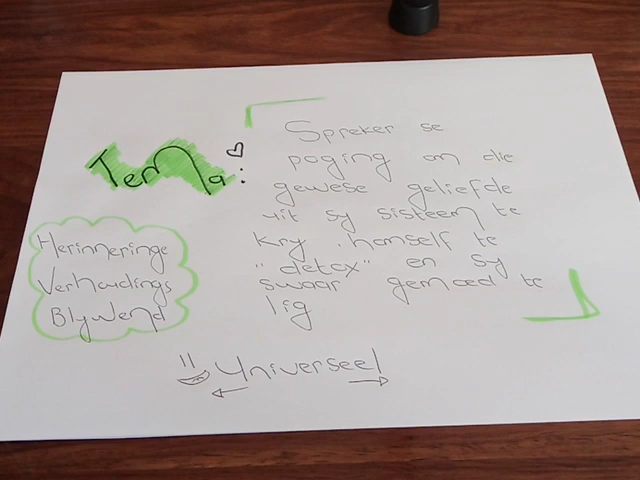 Tema:
Spreker se
poging om die
gewese geliefde
uit sy sisteem te
kry, homself te
"detox" en sy
swaar gemoed te
lig
Herinneringe
Verhoudings
Blywend
Universeel